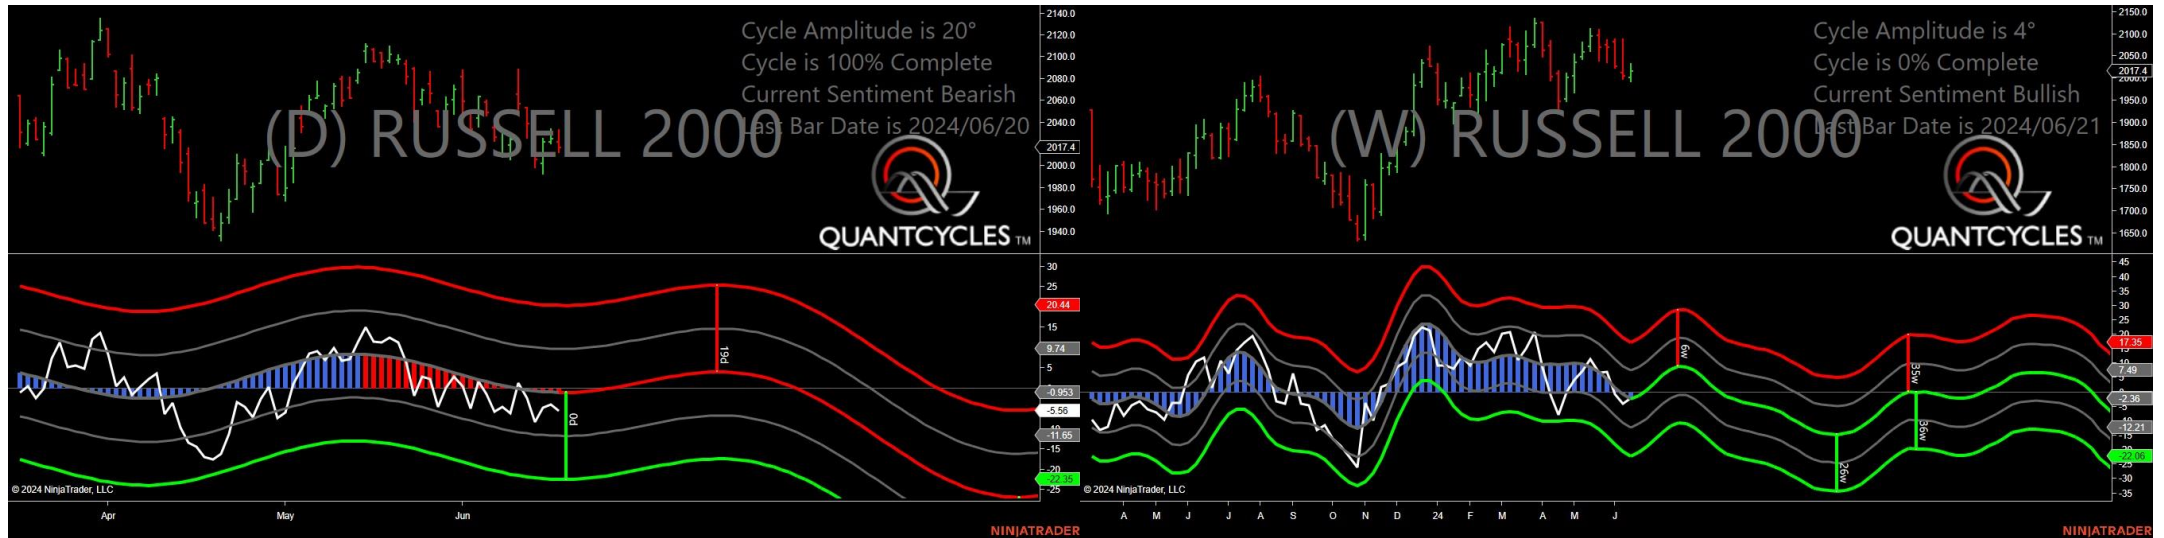 Cycle Amplitude is 20°
Cycle is 100% Complete
Current Sentiment Bearish
Last Bar Date is 2024/06/20
(D) RUSSELL 2000
QUANTCYCLES TM
2140.0
2120.0
2100.0
2080.0
2060.0
2040.0
2017.4
2000.0
1980.0
1960.0
1940.0
30
25
20.44
15
9.74
5
-0.953
-5.56
-11.65
-15
-20
-22.35
-25
19d
0d
© 2024 NinjaTrader, LLC
Apr May Jun
NINJATRADER
Cycle Amplitude is 4°
Cycle is 0% Complete
Current Sentiment Bullish
Last Bar Date is 2024/06/21
(W) RUSSELL 2000
QUANTCYCLES TM
2150.0
2100.0
2050.0
2017.4
1950.0
1900.0
1850.0
1800.0
1750.0
1700.0
1650.0
45
40
35
30
25
17.35
7.49
-2.36
-12.21
-15
-22.06
-25
-30
-35
6w
35w
36w
26w
© 2024 NinjaTrader, LLC
A M J J A S O N D 24 F M A M J
NINJATRADER